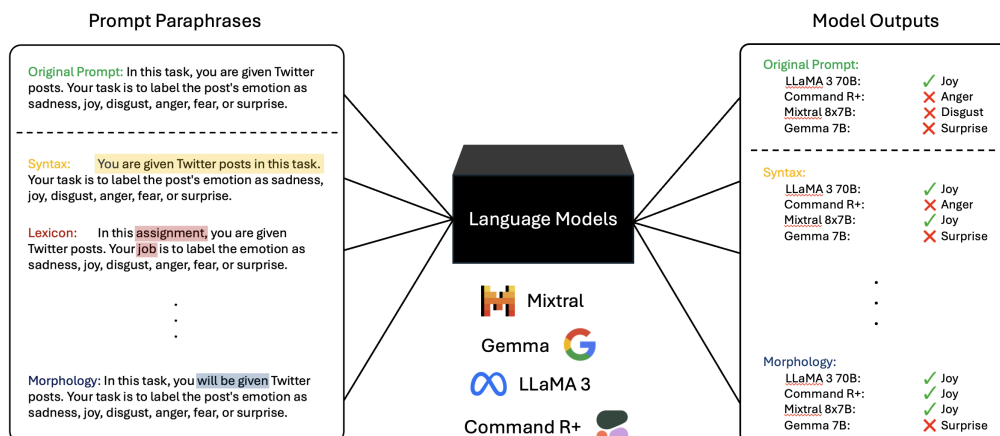 Prompt Paraphrases
Original Prompt: In this task, you are given Twitter
posts. Your task is to label the post's emotion as
sadness, joy, disgust, anger, fear, or surprise.
Syntax: You are given Twitter posts in this task.
Your task is to label the post's emotion as sadness,
joy, disgust, anger, fear, or surprise.
Lexicon: In this assignment, you are given
Twitter posts. Your job is to label the emotion as
sadness, joy, disgust, anger, fear, or surprise.
Morphology: In this task, you will be given Twitter
posts. Your task is to label the post's emotion as
sadness, joy, disgust, anger, fear, or surprise.
Language Models
Mixtral
Gemma
LLaMA 3
Command R+
Model Outputs
Original Prompt:
LLaMA 3 70B: ✓ Joy
Command R+: ✗ Anger
Mixtral 8x7B: ✗ Disgust
Gemma 7B: ✗ Surprise
Syntax:
LLaMA 3 70B: ✓ Joy
Command R+: ✗ Anger
Mixtral 8x7B: ✓ Joy
Gemma 7B: ✗ Surprise
Morphology:
LLaMA 3 70B: ✓ Joy
Command R+: ✓ Joy
Mixtral 8x7B: ✓ Joy
Gemma 7B: ✗ Surprise